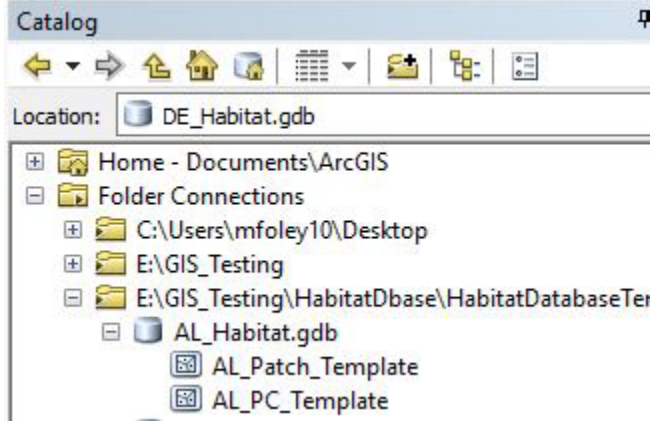 Catalog
Location: DE_Habitat.gdb
Home - Documents\ArcGIS
Folder Connections
C:\Users\mfoley10\Desktop
E:\GIS_Testing
E:\GIS_Testing\HabitatDbase\HabitatDatabaseTer
AL_Habitat.gdb
AL_Patch_Template
AL_PC_Template